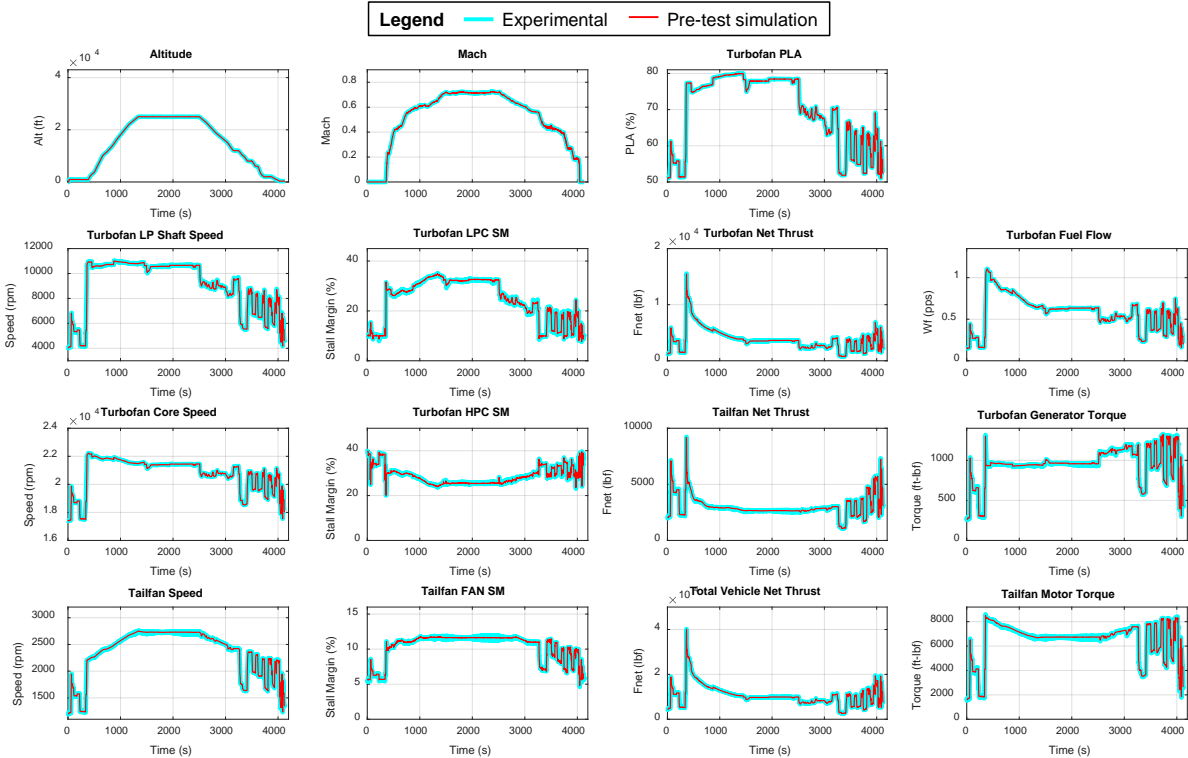 Legend Experimental Pre-test simulation
Altitude
× 10 4
Alt (ft)
4
2
0
0 1000 2000 3000 4000
Time (s)
Mach
Mach
0.8
0.6
0.4
0.2
0
0 1000 2000 3000 4000
Time (s)
Turbofan PLA
PLA (%)
80
70
60
50
0 1000 2000 3000 4000
Time (s)
Turbofan LP Shaft Speed
Speed (rpm)
12000
10000
8000
6000
4000
0 1000 2000 3000 4000
Time (s)
Turbofan LPC SM
Stall Margin (%)
40
20
0
0 1000 2000 3000 4000
Time (s)
Turbofan Net Thrust
× 10 4
Fnet (lbf)
2
1
0
0 1000 2000 3000 4000
Time (s)
Turbofan Fuel Flow
Wf (pps)
1
0.5
0
0 1000 2000 3000 4000
Time (s)
Turbofan Core Speed
× 10 4
Speed (rpm)
2.4
2.2
2
1.8
1.6
0 1000 2000 3000 4000
Time (s)
Turbofan HPC SM
Stall Margin (%)
40
20
0
0 1000 2000 3000 4000
Time (s)
Tailfan Net Thrust
Fnet (lbf)
10000
5000
0
0 1000 2000 3000 4000
Time (s)
Turbofan Generator Torque
Torque (ft-lbf)
1000
500
0
0 1000 2000 3000 4000
Time (s)
Tailfan Speed
Speed (rpm)
3000
2500
2000
1500
0 1000 2000 3000 4000
Time (s)
Tailfan FAN SM
Stall Margin (%)
15
10
5
0
0 1000 2000 3000 4000
Time (s)
Total Vehicle Net Thrust
Fnet (lbf)
4
2
0
0 1000 2000 3000 4000
Time (s)
Tailfan Motor Torque
Torque (ft-lbf)
8000
6000
4000
2000
0
0 1000 2000 3000 4000
Time (s)